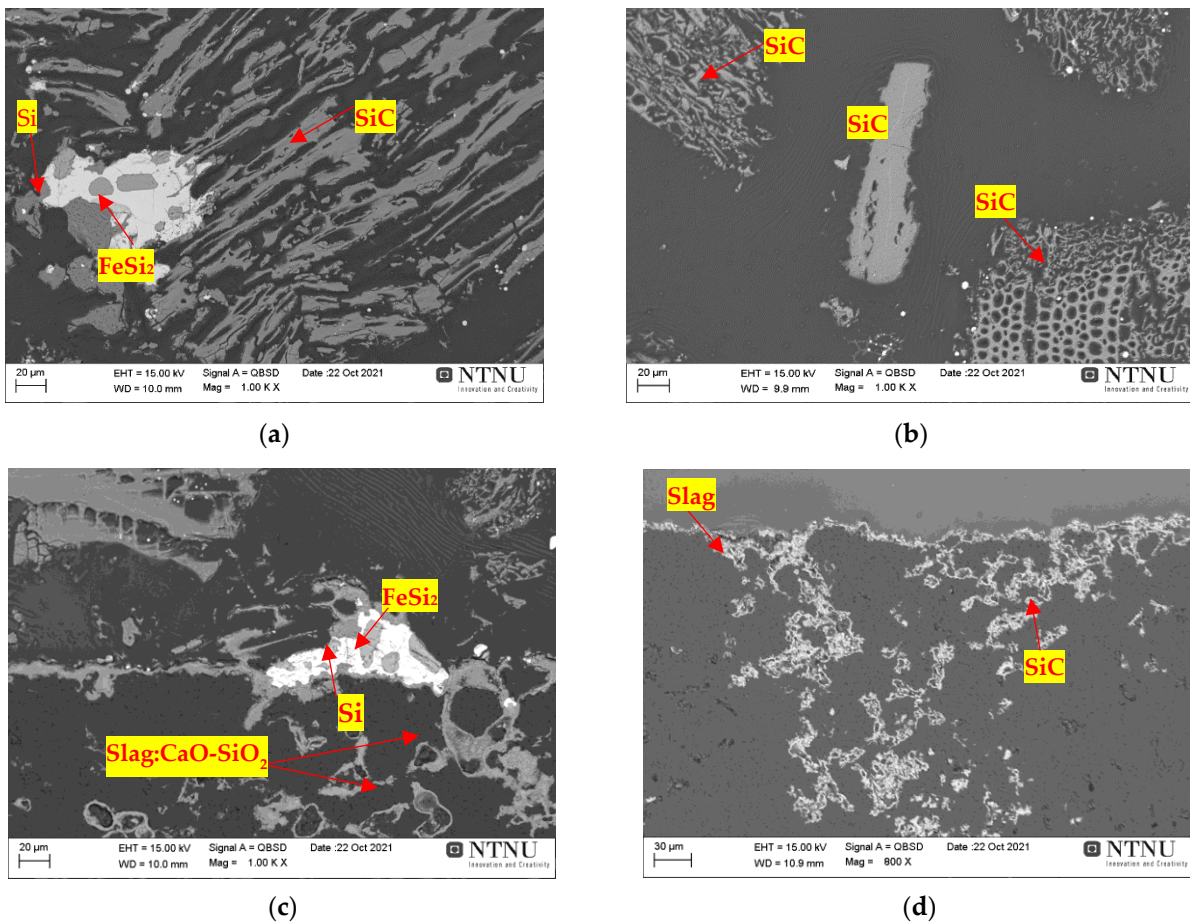 Si
SiC
FeSi₂
20 µm
EHT = 15.00 kV
Signal A = QBSD
Date :22 Oct 2021
WD = 10.0 mm
Mag = 1.00 K X
NTNU
Innovation and Creativity
(a)
SiC
SiC
SiC
20 µm
EHT = 15.00 kV
Signal A = QBSD
Date :22 Oct 2021
WD = 9.9 mm
Mag = 1.00 K X
NTNU
Innovation and Creativity
(b)
FeSi₂
Si
Slag:CaO-SiO₂
20 µm
EHT = 15.00 kV
Signal A = QBSD
Date :22 Oct 2021
WD = 10.0 mm
Mag = 1.00 K X
NTNU
Innovation and Creativity
(c)
Slag
SiC
30 µm
EHT = 15.00 kV
Signal A = QBSD
Date :22 Oct 2021
WD = 10.9 mm
Mag = 800 X
NTNU
Innovation and Creativity
(d)